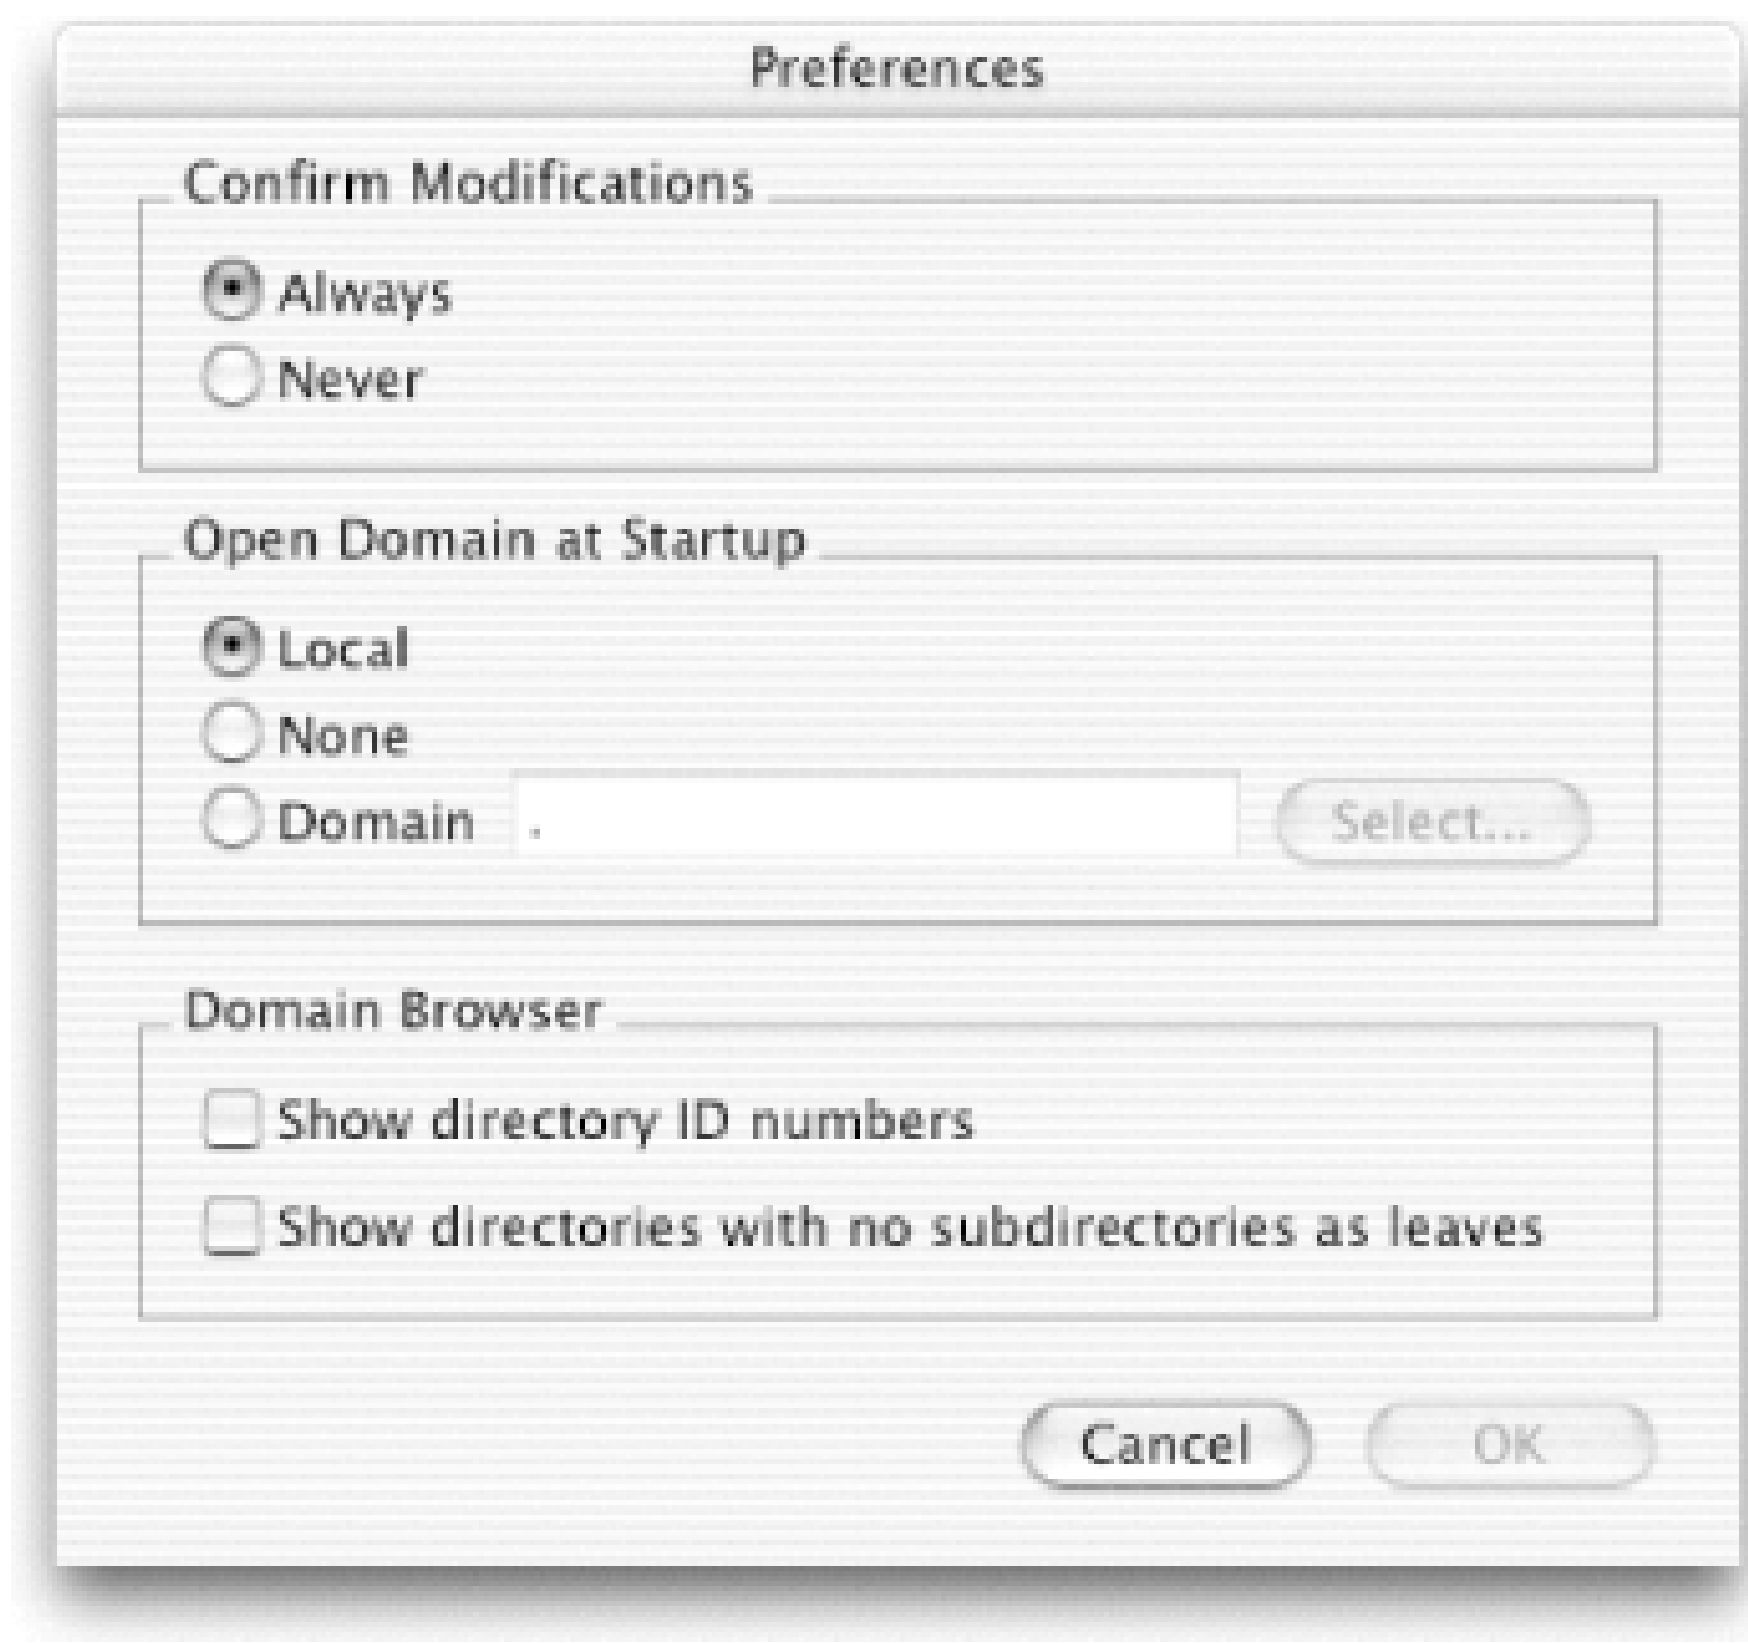 Preferences
Confirm Modifications
Always
Never
Open Domain at Startup
Local
None
Domain . Select...
Domain Browser
Show directory ID numbers
Show directories with no subdirectories as leaves
Cancel OK